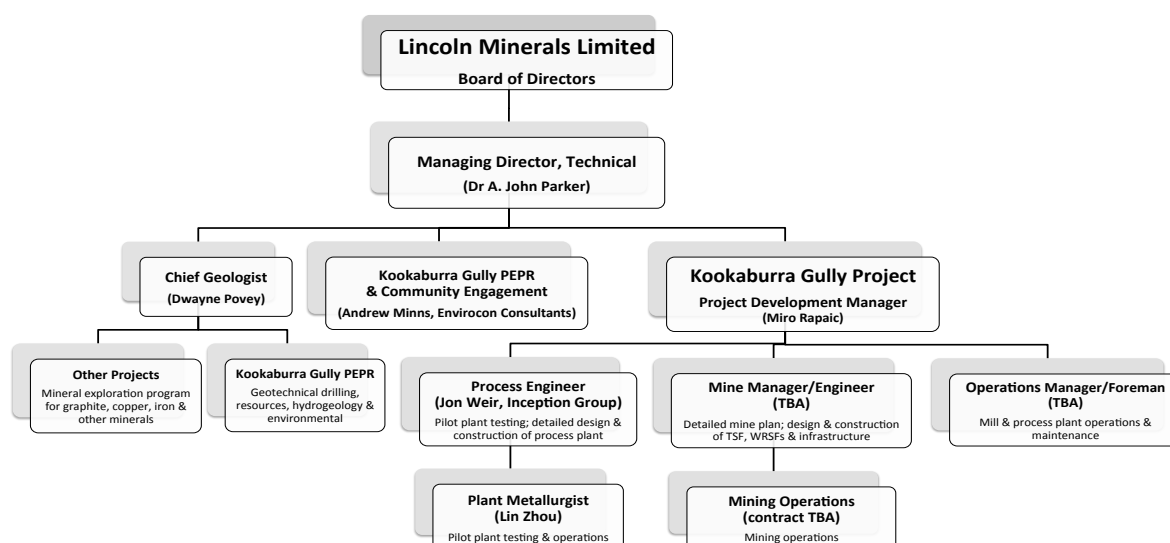 Lincoln Minerals Limited
Board of Directors
Managing Director, Technical
(Dr A. John Parker)
Chief Geologist
(Dwayne Povey)
Kookaburra Gully PEPR
& Community Engagement
(Andrew Minns, Envirocon Consultants)
Kookaburra Gully Project
Project Development Manager
(Miro Rapaic)
Other Projects
Mineral exploration program
for graphite, copper, iron &
other minerals
Kookaburra Gully PEPR
Geotechnical drilling,
resources, hydrogeology &
environmental
Process Engineer
(Jon Weir, Inception Group)
Pilot plant testing; detailed design &
construction of process plant
Mine Manager/Engineer
(TBA)
Detailed mine plan; design & construction
of TSF, WRSFs & infrastructure
Operations Manager/Foreman
(TBA)
Mill & process plant operations &
maintenance
Plant Metallurgist
(Lin Zhou)
Pilot plant testing & operations
Mining Operations
(contract TBA)
Mining operations